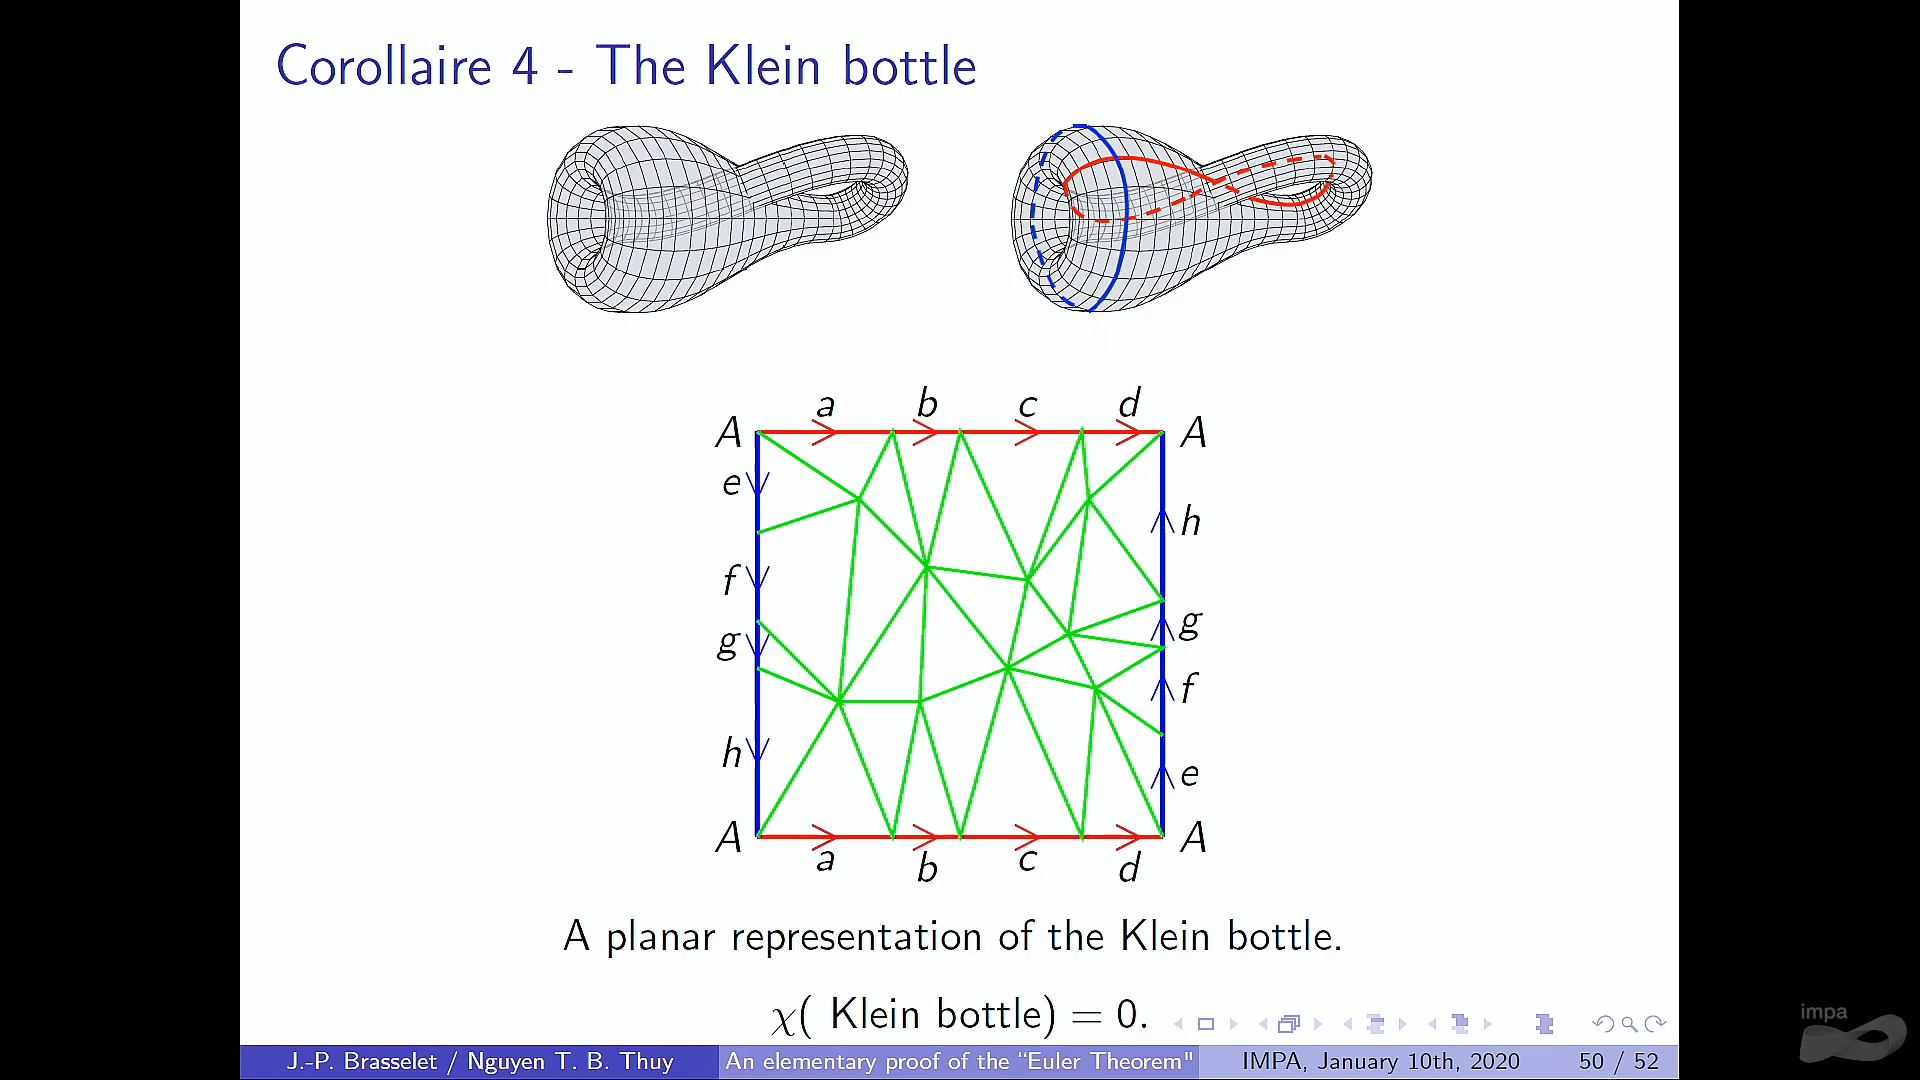 Corollaire 4 - The Klein bottle
a b c d
A A
e
h
f
g
g
f
h
e
A A
a b c d
A planar representation of the Klein bottle.
χ( Klein bottle) = 0.
impa
J.-P. Brasselet / Nguyen T. B. Thuy An elementary proof of the “Euler Theorem" IMPA, January 10th, 2020 50 / 52